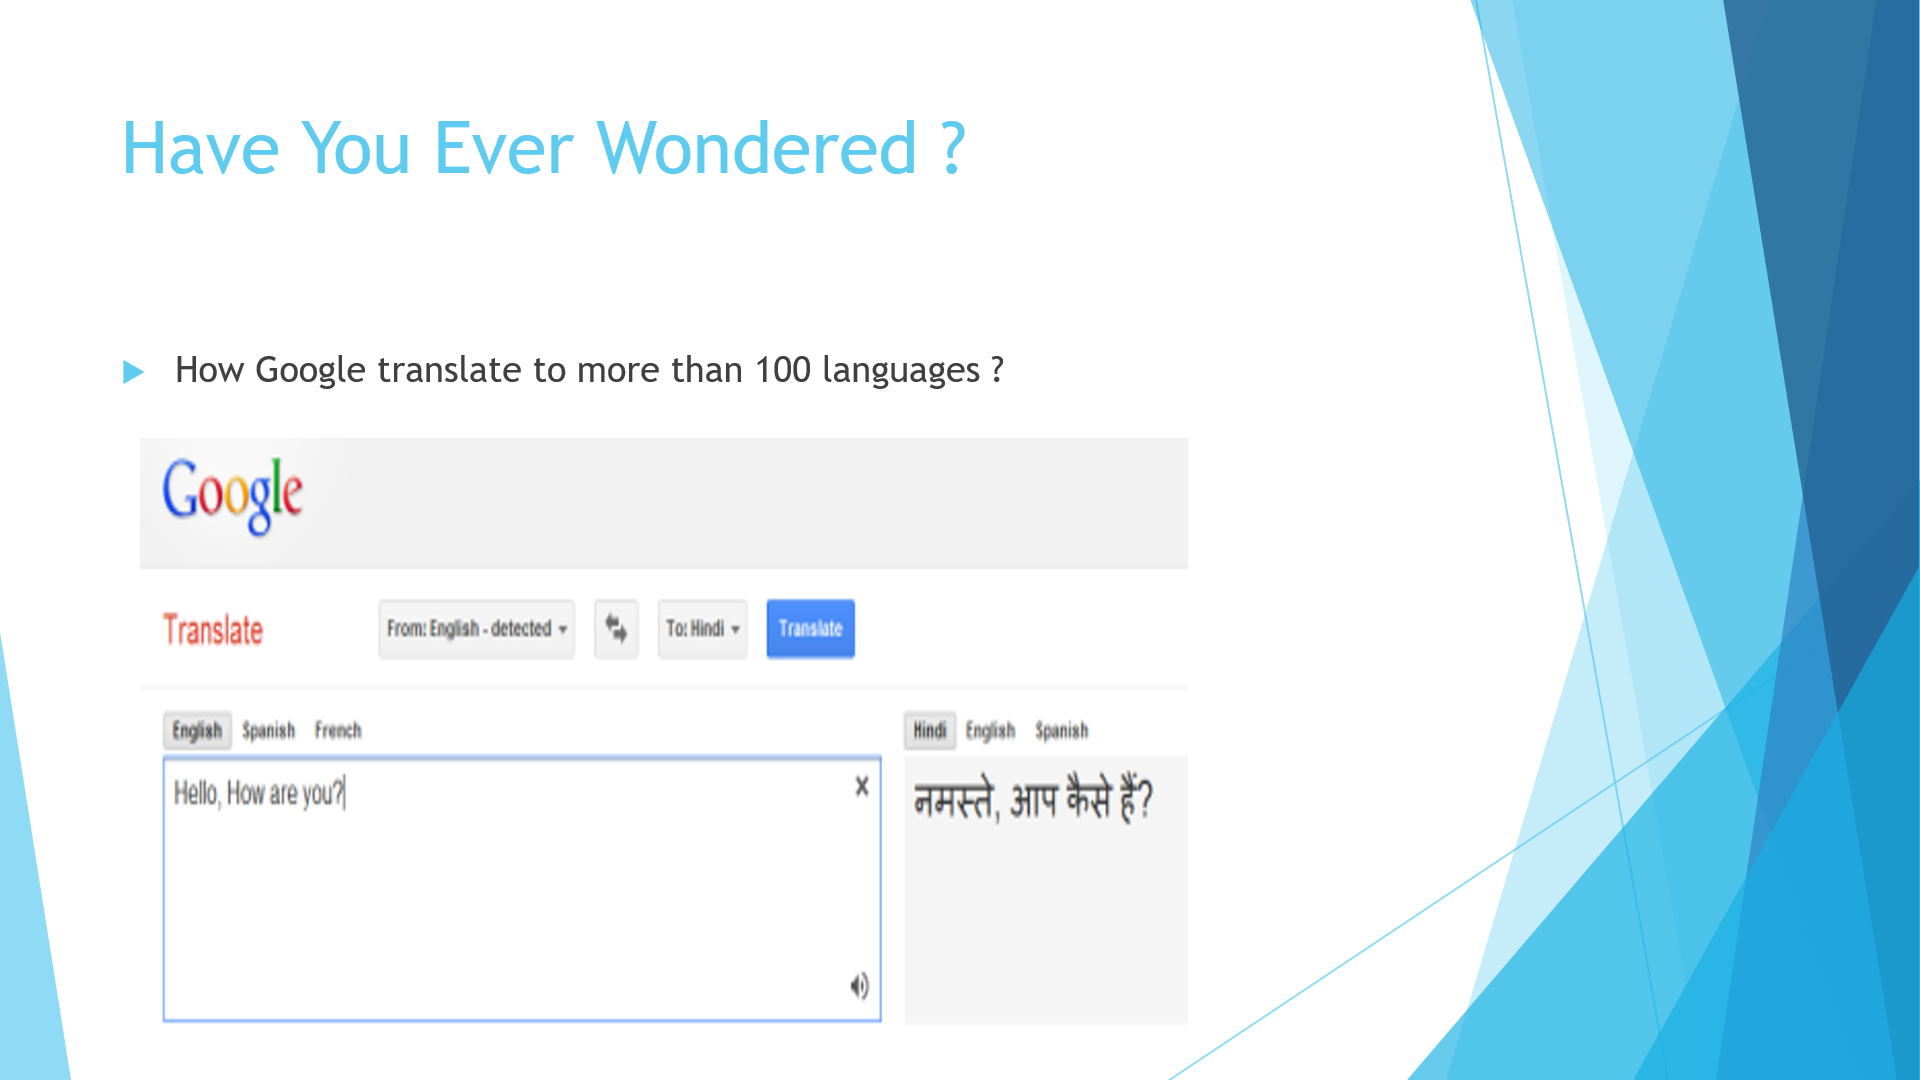 Have You Ever Wondered ?
How Google translate to more than 100 languages ?
Google
Translate
From: English - detected
To: Hindi
Translate
English Spanish French
Hindi English Spanish
Hello, How are you?
नमस्ते, आप कैसे हैं?